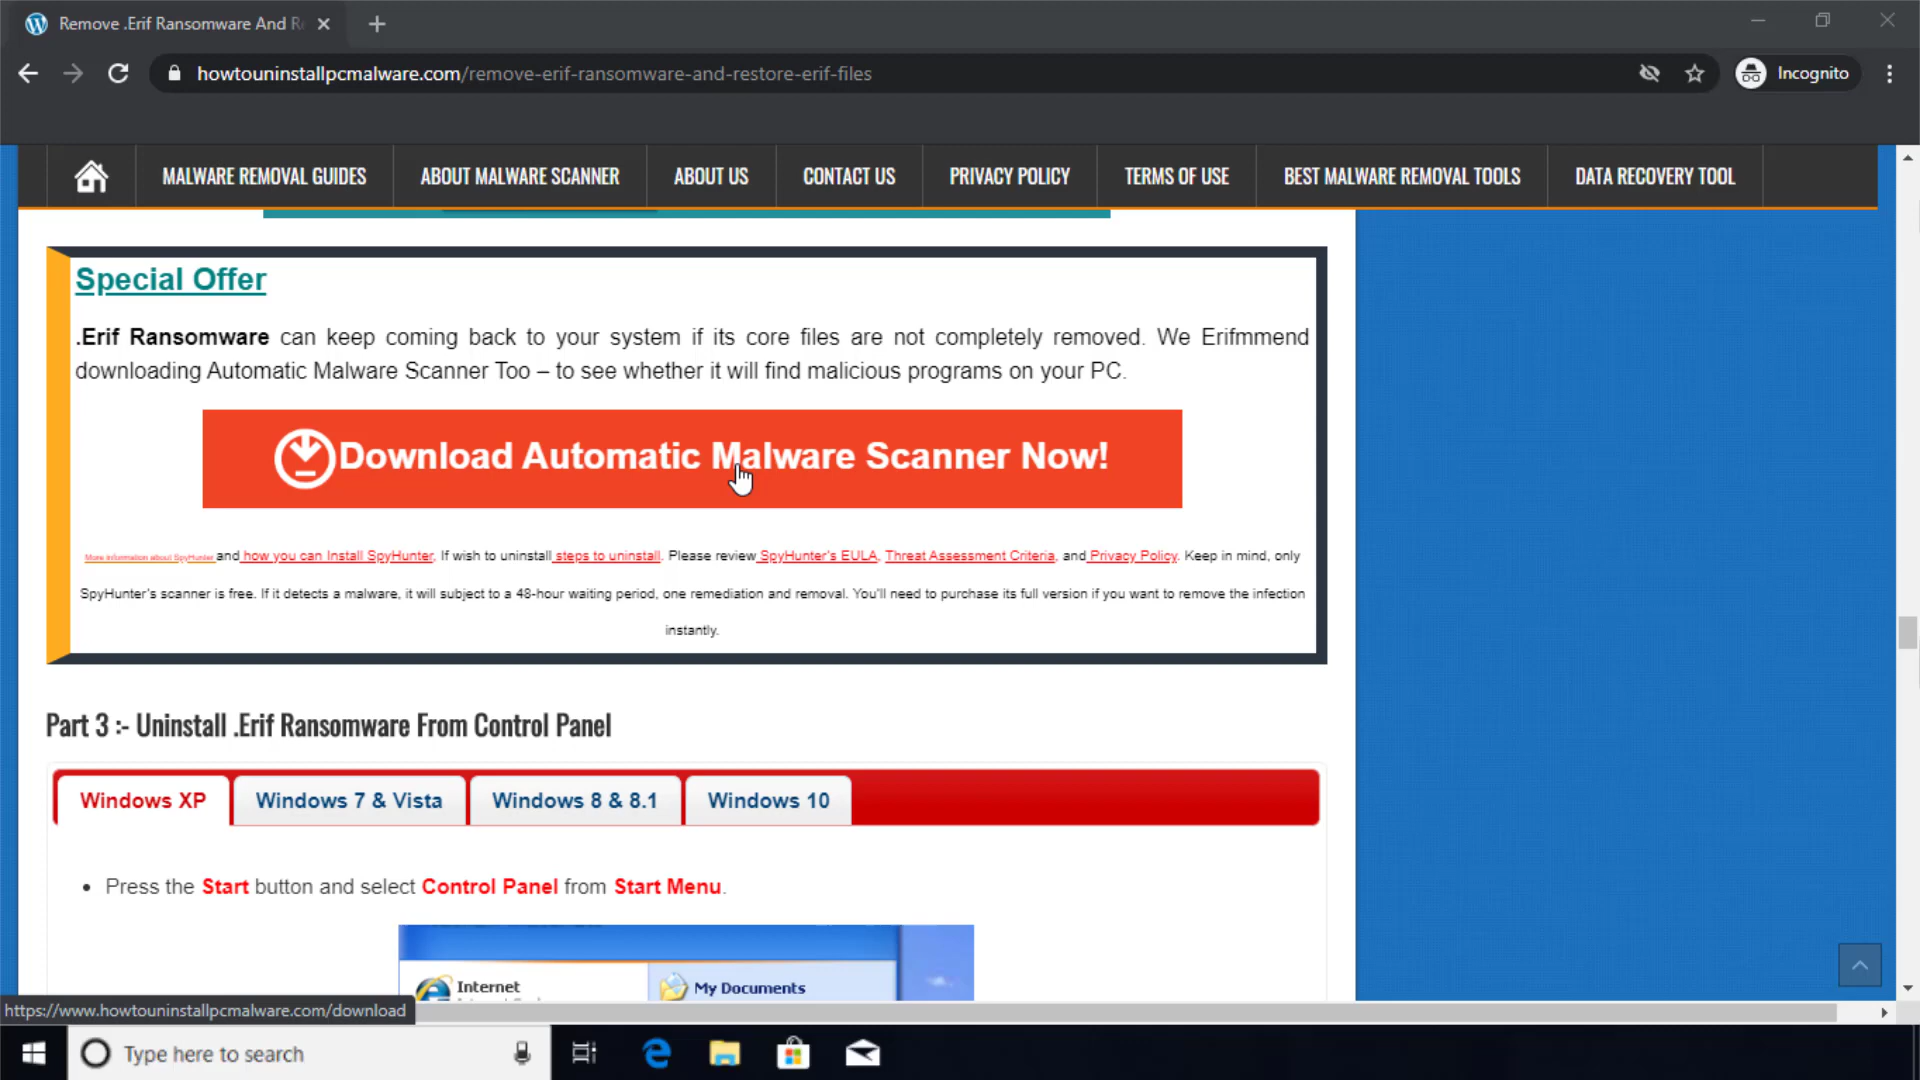 Remove .Erif Ransomware And Re
howtouninstallpcmalware.com/remove-erif-ransomware-and-restore-erif-files
Incognito
MALWARE REMOVAL GUIDES
ABOUT MALWARE SCANNER
ABOUT US
CONTACT US
PRIVACY POLICY
TERMS OF USE
BEST MALWARE REMOVAL TOOLS
DATA RECOVERY TOOL
Special Offer
.Erif Ransomware can keep coming back to your system if its core files are not completely removed. We Erifmmend
downloading Automatic Malware Scanner Too – to see whether it will find malicious programs on your PC.
Download Automatic Malware Scanner Now!
More information about SpyHunter and how you can Install SpyHunter. If wish to uninstall steps to uninstall. Please review SpyHunter's EULA, Threat Assessment Criteria, and Privacy Policy. Keep in mind, only
SpyHunter's scanner is free. If it detects a malware, it will subject to a 48-hour waiting period, one remediation and removal. You'll need to purchase its full version if you want to remove the infection
instantly.
Part 3 :- Uninstall .Erif Ransomware From Control Panel
Windows XP
Windows 7 & Vista
Windows 8 & 8.1
Windows 10
• Press the Start button and select Control Panel from Start Menu.
Internet
My Documents
https://www.howtouninstallpcmalware.com/download
Type here to search